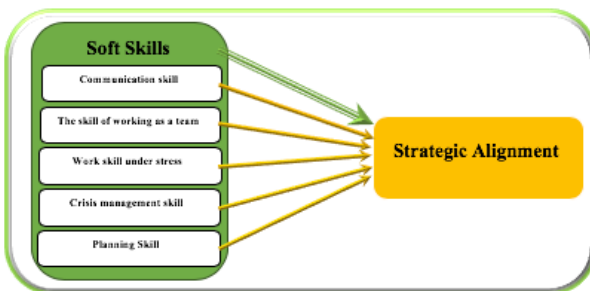 Soft Skills
Communication skill
The skill of working as a team
Work skill under stress
Crisis management skill
Planning Skill
Strategic Alignment